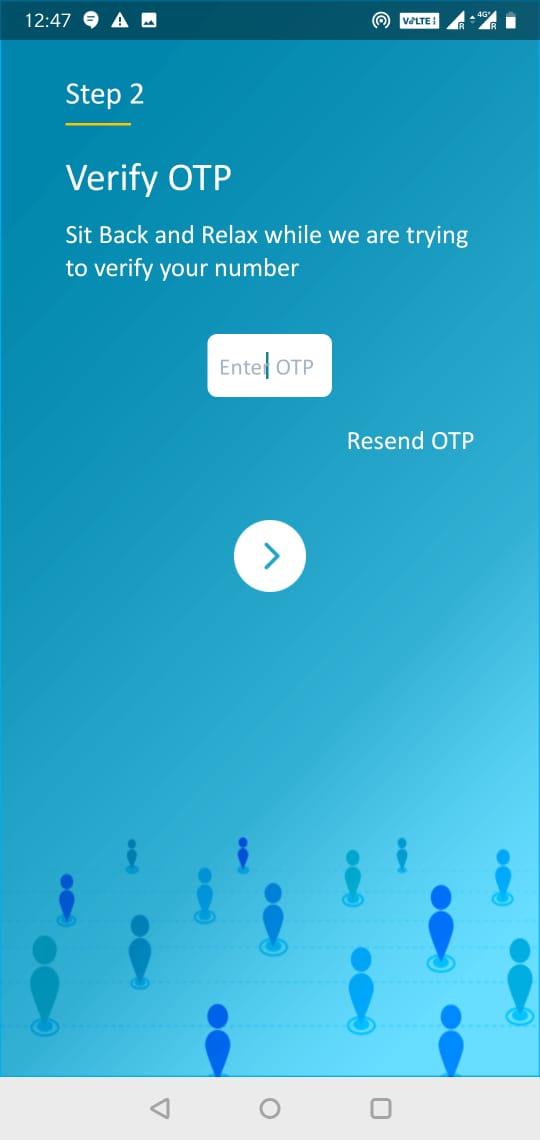 12:47
VoLTE
R
4G+
R
Step 2
Verify OTP
Sit Back and Relax while we are trying
to verify your number
Enter OTP
Resend OTP